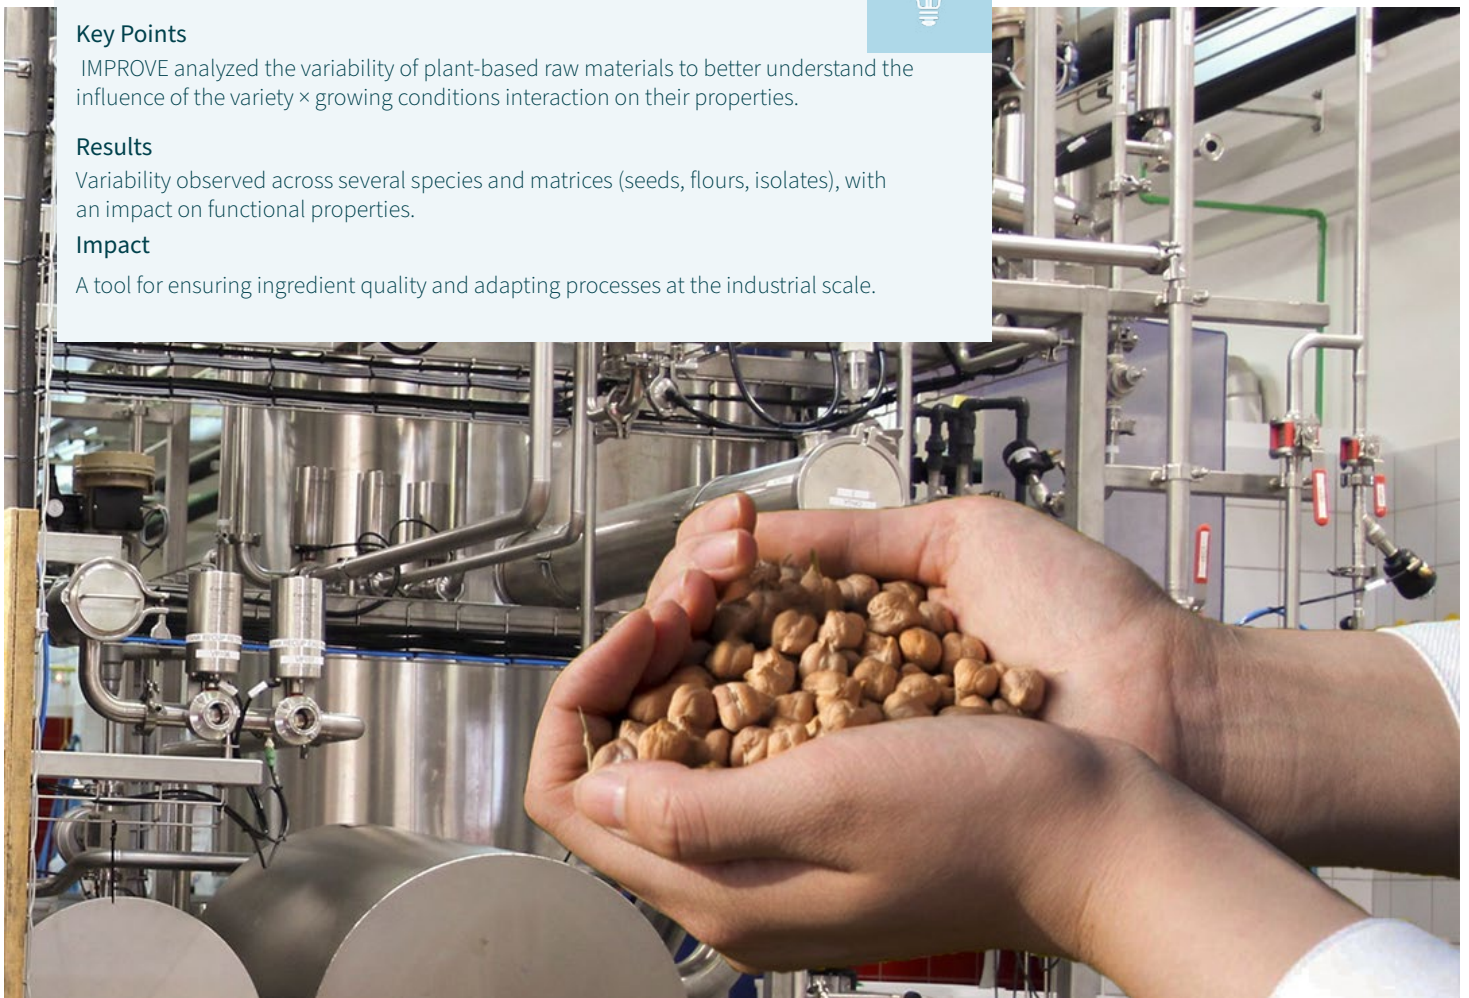 Key Points
IMPROVE analyzed the variability of plant-based raw materials to better understand the
influence of the variety × growing conditions interaction on their properties.
Results
Variability observed across several species and matrices (seeds, flours, isolates), with
an impact on functional properties.
Impact
A tool for ensuring ingredient quality and adapting processes at the industrial scale.